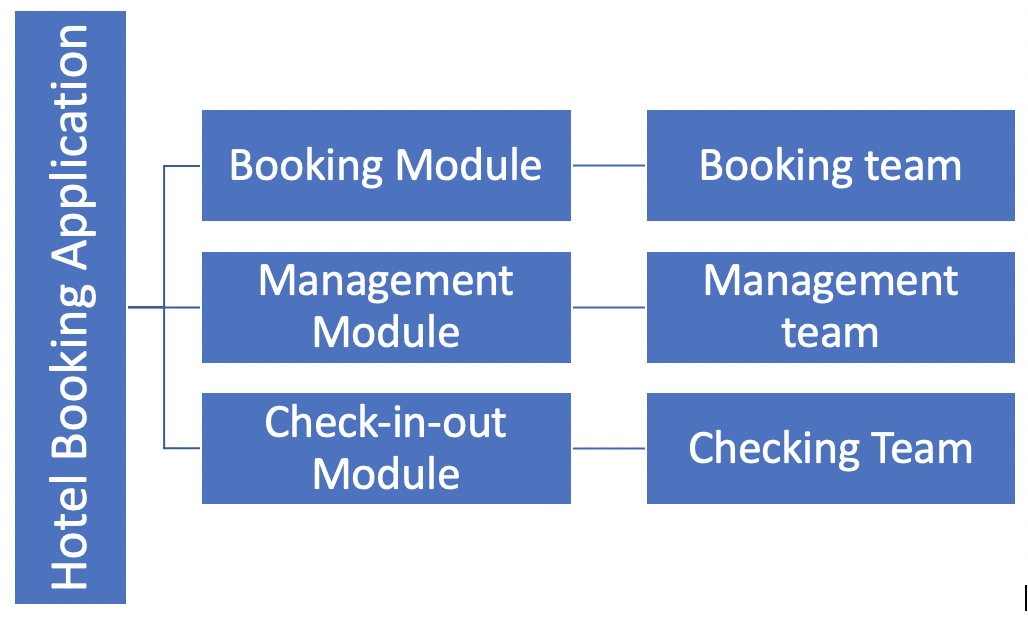 Hotel Booking Application
Booking Module
Booking team
Management
Module
Management
team
Check-in-out
Module
Checking Team